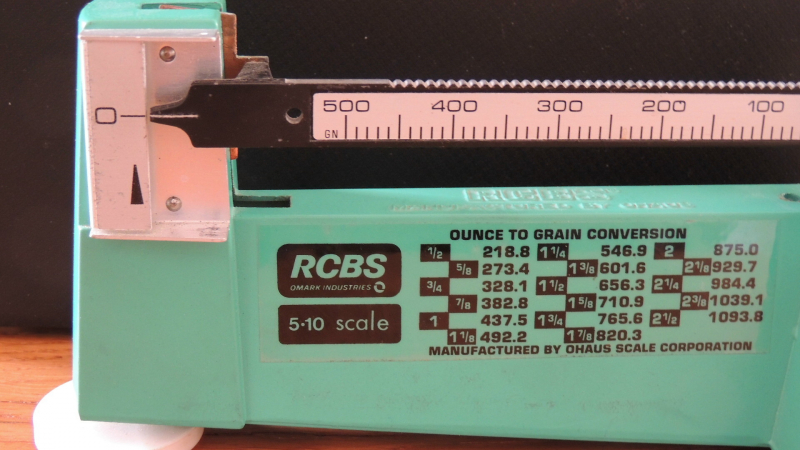 0
500 400 300 200 100
GN
OUNCE TO GRAIN CONVERSION
RCBS
OMARK INDUSTRIES
5·10 scale
1/2 218.8 1 1/4 546.9 2 875.0
5/8 273.4 1 3/8 601.6 2 1/8 929.7
3/4 328.1 1 1/2 656.3 2 1/4 984.4
7/8 382.8 1 5/8 710.9 2 3/8 1039.1
1 437.5 1 3/4 765.6 2 1/2 1093.8
1 1/8 492.2 1 7/8 820.3
MANUFACTURED BY OHAUS SCALE CORPORATION